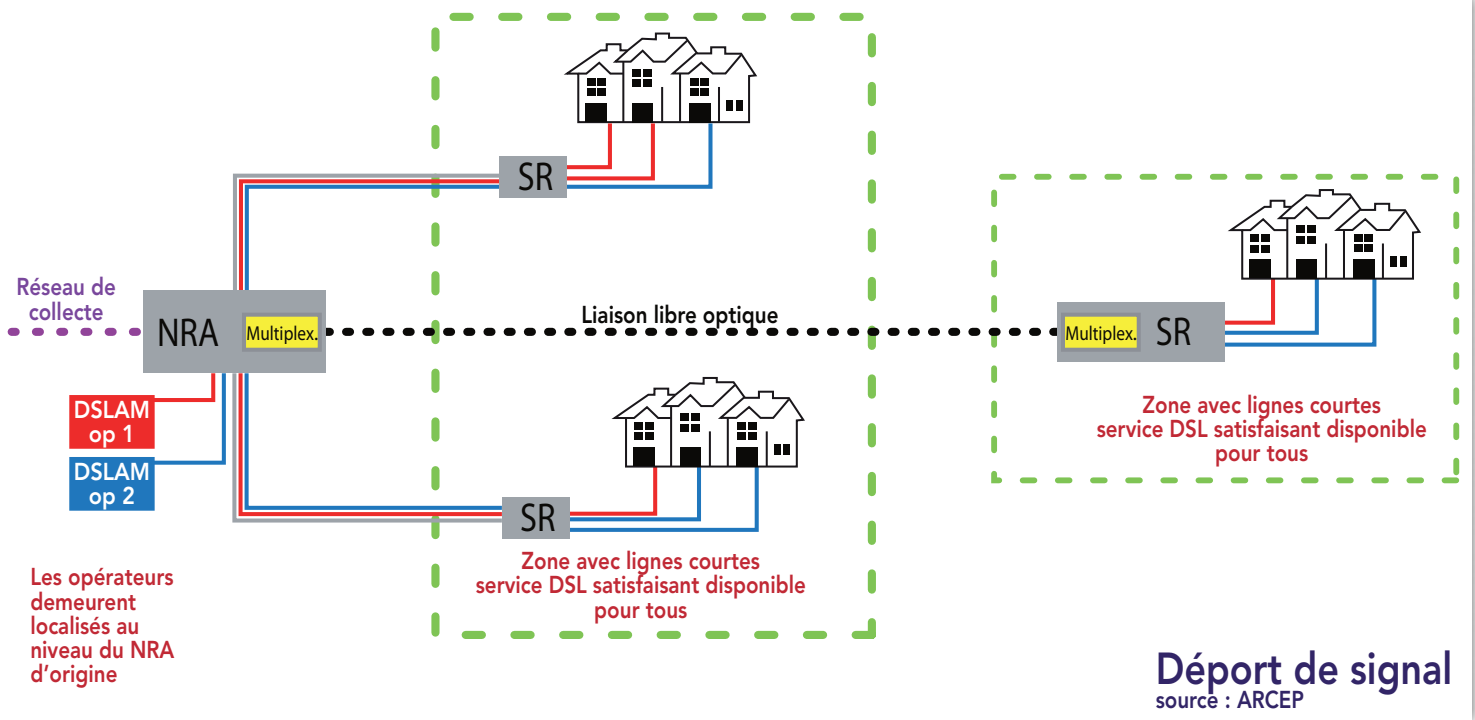 SR
Réseau de
collecte
NRA
Multiplex.
Liaison libre optique
Multiplex.
SR
DSLAM
op 1
DSLAM
op 2
SR
Zone avec lignes courtes
service DSL satisfaisant disponible
pour tous
Zone avec lignes courtes
service DSL satisfaisant disponible
pour tous
Les opérateurs
demeurent
localisés au
niveau du NRA
d'origine
Déport de signal
source : ARCEP